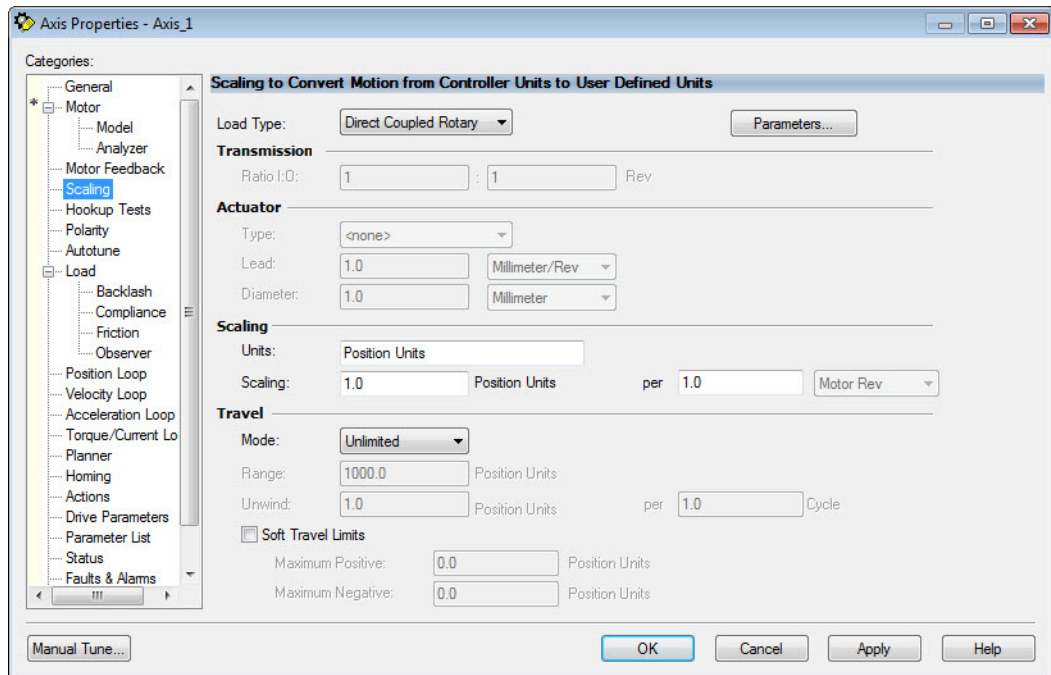 Axis Properties - Axis_1
Categories:
General
* Motor
Model
Analyzer
Motor Feedback
Scaling
Hookup Tests
Polarity
Autotune
Load
Backlash
Compliance
Friction
Observer
Position Loop
Velocity Loop
Acceleration Loop
Torque/Current Lo
Planner
Homing
Actions
Drive Parameters
Parameter List
Status
Faults & Alarms
Manual Tune...
Scaling to Convert Motion from Controller Units to User Defined Units
Load Type: Direct Coupled Rotary Parameters...
Transmission
Ratio I:O: 1 : 1 Rev
Actuator
Type: <none>
Lead: 1.0 Millimeter/Rev
Diameter: 1.0 Millimeter
Scaling
Units: Position Units
Scaling: 1.0 Position Units per 1.0 Motor Rev
Travel
Mode: Unlimited
Range: 1000.0 Position Units
Unwind: 1.0 Position Units per 1.0 Cycle
Soft Travel Limits
Maximum Positive: 0.0 Position Units
Maximum Negative: 0.0 Position Units
OK Cancel Apply Help